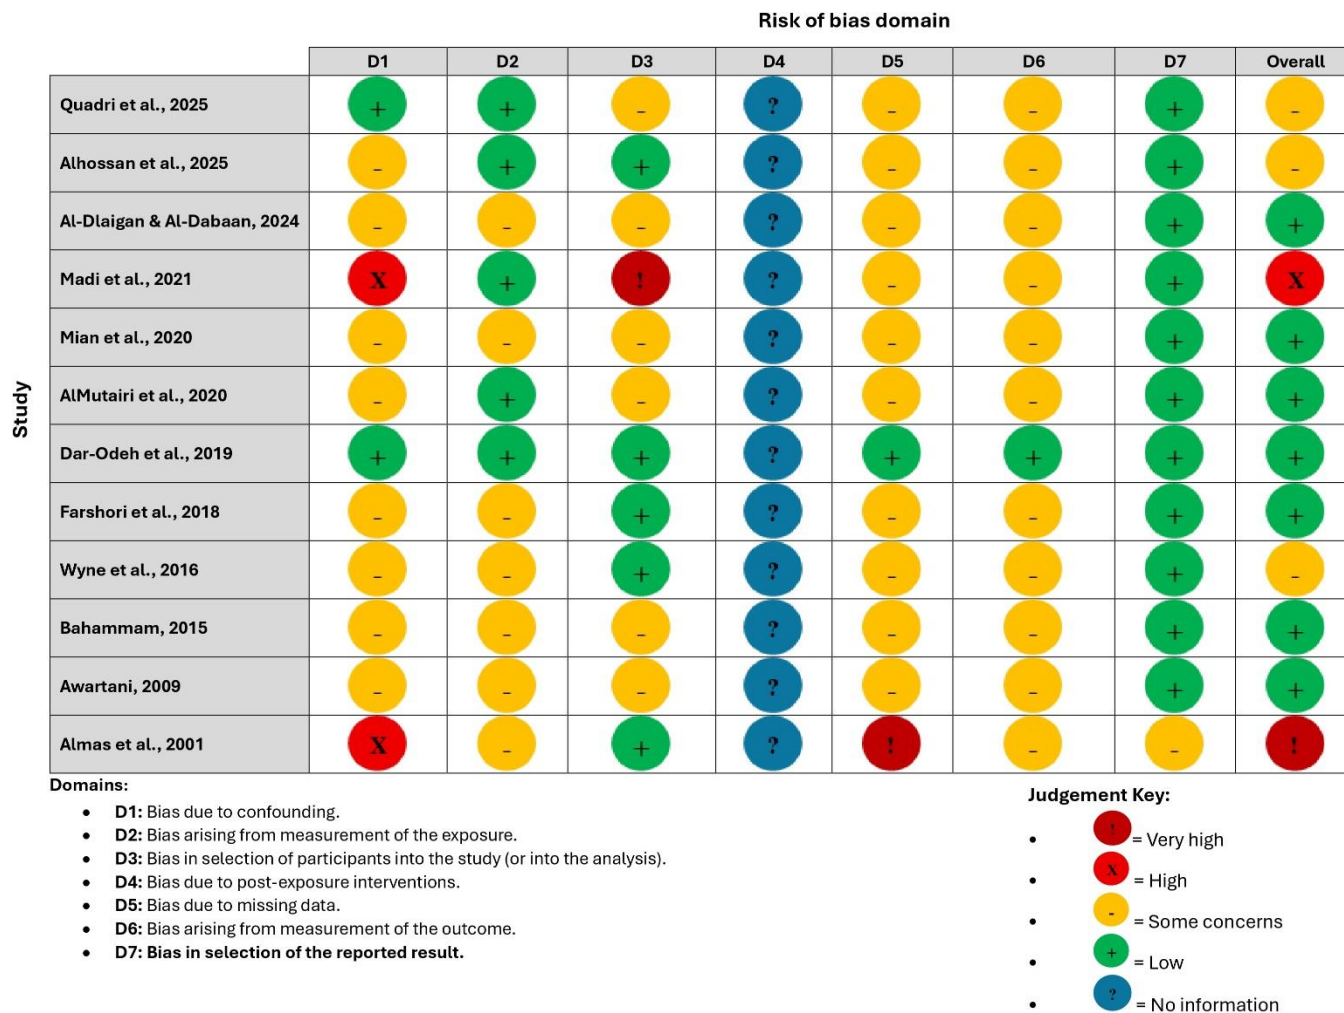 Risk of bias domain
D1 D2 D3 D4 D5 D6 D7 Overall
Study
Quadri et al., 2025 + + - ? - - + -
Alhossan et al., 2025 - + + ? - - + -
Al-Dlaigan & Al-Dabaan, 2024 - - - ? - - + +
Madi et al., 2021 X + ! ? - - + X
Mian et al., 2020 - - - ? - - + +
AlMutairi et al., 2020 - + - ? - - + +
Dar-Odeh et al., 2019 + + + ? + + + +
Farshori et al., 2018 - - + ? - - + +
Wyne et al., 2016 - - + ? - - + -
Bahammam, 2015 - - - ? - - + +
Awartani, 2009 - - - ? - - + +
Almas et al., 2001 X - + ? ! - - !
Domains:
• D1: Bias due to confounding.
• D2: Bias arising from measurement of the exposure.
• D3: Bias in selection of participants into the study (or into the analysis).
• D4: Bias due to post-exposure interventions.
• D5: Bias due to missing data.
• D6: Bias arising from measurement of the outcome.
• D7: Bias in selection of the reported result.
Judgement Key:
• ! = Very high
• X = High
• - = Some concerns
• + = Low
• ? = No information